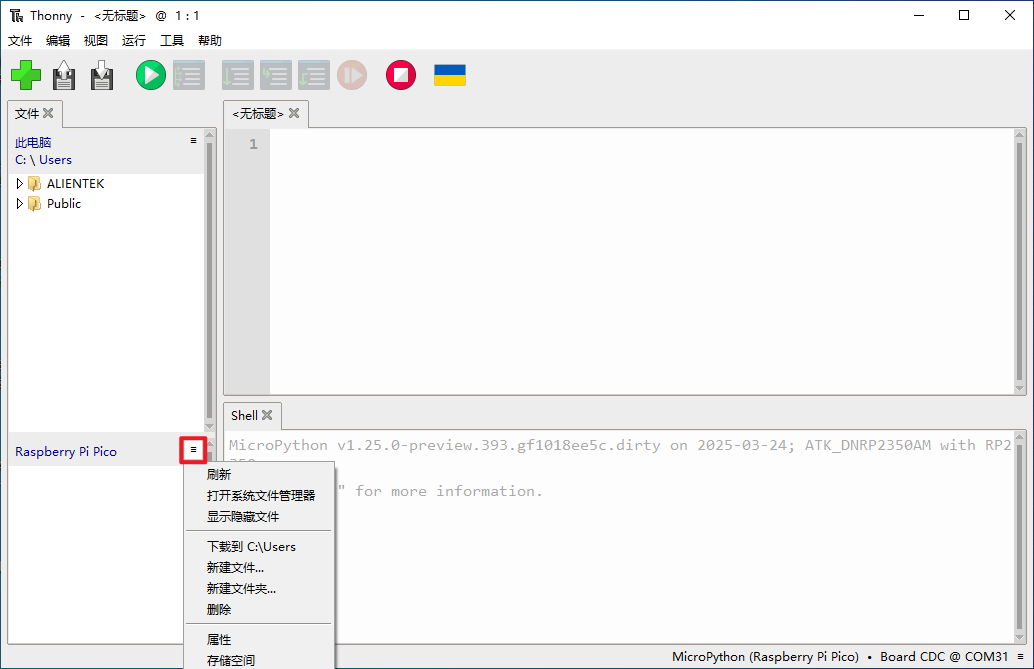 Thonny - <无标题> @ 1 : 1
文件 编辑 视图 运行 工具 帮助
文件
此电脑
C: \ Users
ALIENTEK
Public
<无标题>
1
Raspberry Pi Pico
刷新
打开系统文件管理器
显示隐藏文件
下载到 C:\Users
新建文件...
新建文件夹...
删除
属性
存储空间
Shell
MicroPython v1.25.0-preview.393.gf1018ee5c.dirty on 2025-03-24; ATK_DNRP2350AM with RP2
" for more information.
MicroPython (Raspberry Pi Pico) • Board CDC @ COM31